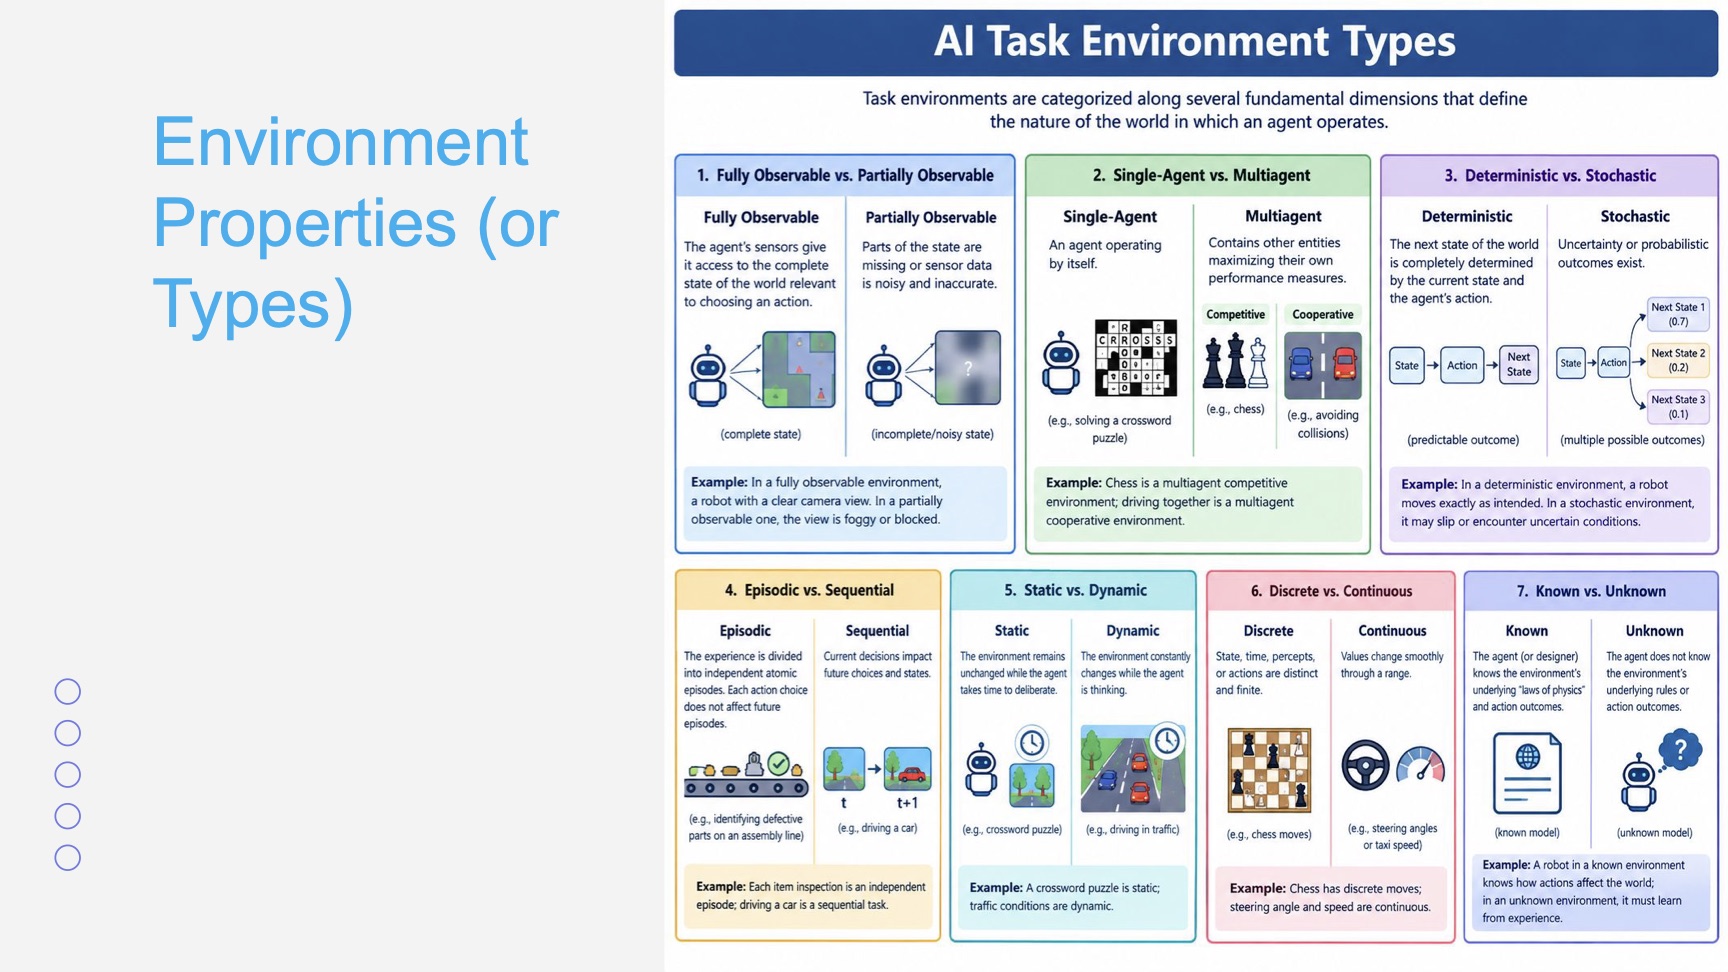 Environment
Properties (or
Types)
AI Task Environment Types
Task environments are categorized along several fundamental dimensions that define
the nature of the world in which an agent operates.
1. Fully Observable vs. Partially Observable
Fully Observable
The agent's sensors give
it access to the complete
state of the world relevant
to choosing an action.
(complete state)
Partially Observable
Parts of the state are
missing or sensor data
is noisy and inaccurate.
?
(incomplete/noisy state)
Example: In a fully observable environment,
a robot with a clear camera view. In a partially
observable one, the view is foggy or blocked.
2. Single-Agent vs. Multiagent
Single-Agent
An agent operating
by itself.
CRROSSS
(e.g., solving a crossword
puzzle)
Multiagent
Contains other entities
maximizing their own
performance measures.
Competitive
(e.g., chess)
Cooperative
(e.g., avoiding
collisions)
Example: Chess is a multiagent competitive
environment; driving together is a multiagent
cooperative environment.
3. Deterministic vs. Stochastic
Deterministic
The next state of the world
is completely determined
by the current state and
the agent's action.
State
Action
Next
State
(predictable outcome)
Stochastic
Uncertainty or probabilistic
outcomes exist.
State
Action
Next State 1
(0.7)
Next State 2
(0.2)
Next State 3
(0.1)
(multiple possible outcomes)
Example: In a deterministic environment, a robot
moves exactly as intended. In a stochastic environment,
it may slip or encounter uncertain conditions.
4. Episodic vs. Sequential
Episodic
The experience is divided
into independent atomic
episodes. Each action choice
does not affect future
episodes.
(e.g., identifying defective
parts on an assembly line)
Sequential
Current decisions impact
future choices and states.
t
t+1
(e.g., driving a car)
Example: Each item inspection is an independent
episode; driving a car is a sequential task.
5. Static vs. Dynamic
Static
The environment remains
unchanged while the agent
takes time to deliberate.
(e.g., crossword puzzle)
Dynamic
The environment constantly
changes while the agent
is thinking.
(e.g., driving in traffic)
Example: A crossword puzzle is static;
traffic conditions are dynamic.
6. Discrete vs. Continuous
Discrete
State, time, percepts,
or actions are distinct
and finite.
(e.g., chess moves)
Continuous
Values change smoothly
through a range.
(e.g., steering angles
or taxi speed)
Example: Chess has discrete moves;
steering angle and speed are continuous.
7. Known vs. Unknown
Known
The agent (or designer)
knows the environment's
underlying "laws of physics"
and action outcomes.
(known model)
Unknown
The agent does not know
the environment's
underlying rules or
action outcomes.
?
(unknown model)
Example: A robot in a known environment
knows how actions affect the world;
in an unknown environment, it must learn
from experience.